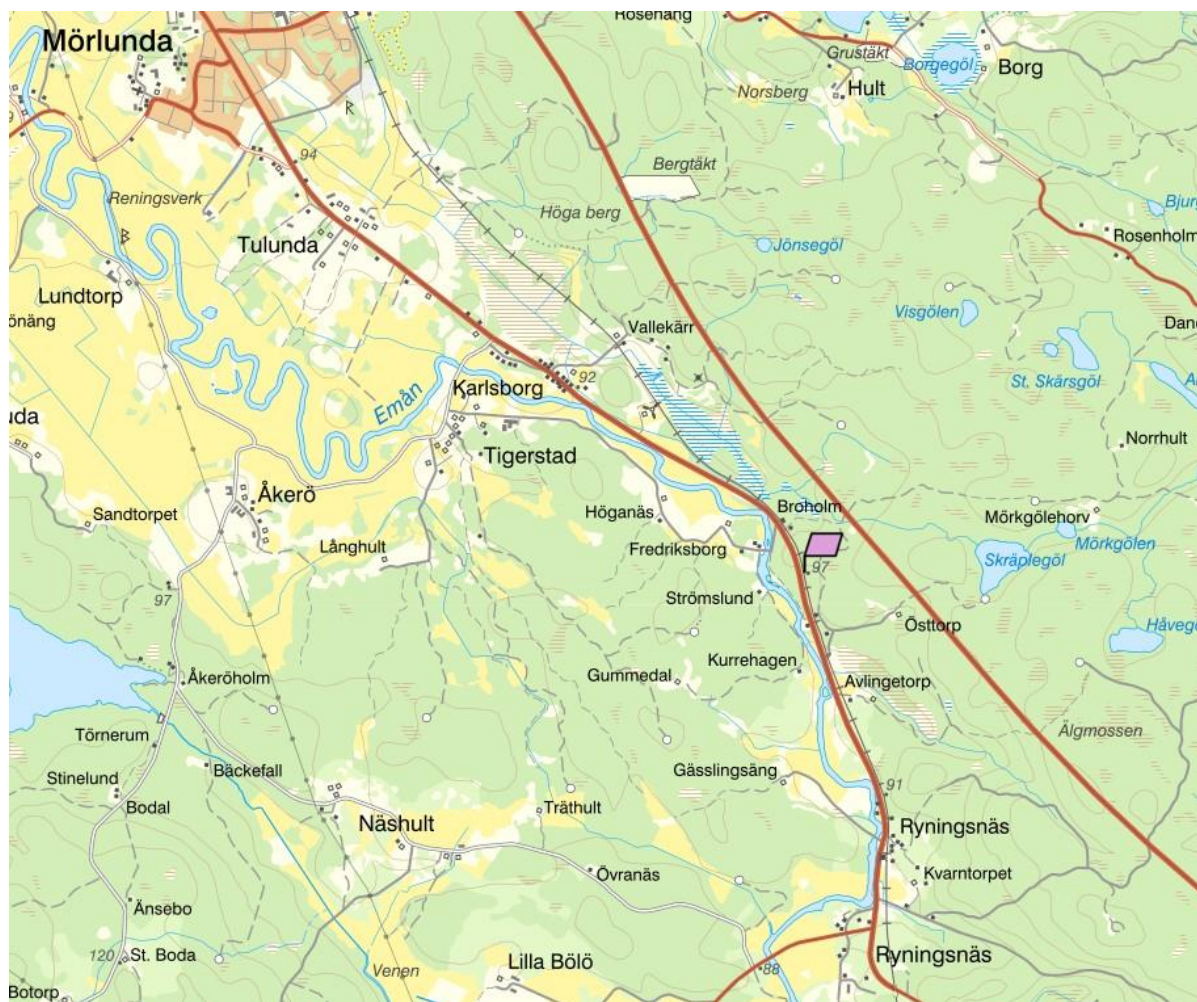 Rosenäng
Mörlunda
Grustäkt
Borgegöl
Borg
Norsberg
Hult
R
94
Bergtäkt
Reningsverk
Höga berg
R
Tulunda
Jönsegöl
Rosenholm
Lundtorp
Visgölen
Vallekärr
St. Skärsgöl
92
Karlsborg
Emån
Norrhult
Tigerstad
Åkerö
Broholm
Sandtorpet
Höganäs
Mörkgölehorv
Långhult
Fredriksborg
Mörkgölen
Skräplegöl
97
97
Strömslund
Östtorp
Kurrehagen
Åkeröholm
Gummedal
Avlingetorp
Älgmossen
Törnerum
Stinelund
Bäckefall
Gässlingsäng
91
Bodal
Träthult
Näshult
Ryningsnäs
Övranäs
Kvarntorpet
Änsebo
120
St. Boda
Lilla Bölö
Ryningsnäs
Venen
88
Botorp